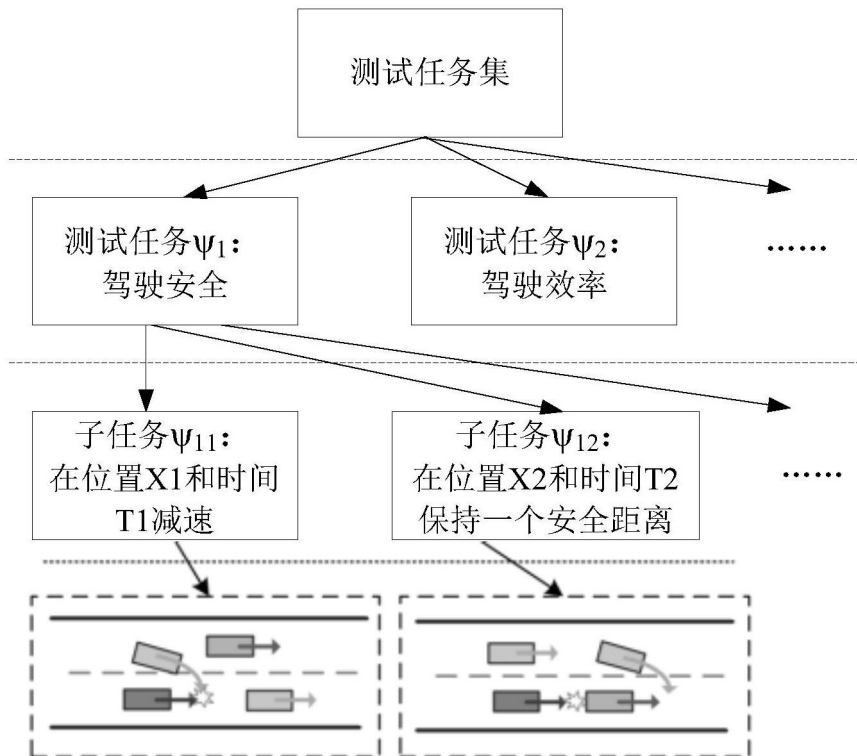 测试任务集
测试任务ψ₁：
驾驶安全
测试任务ψ₂：
驾驶效率
……
子任务ψ₁₁：
在位置X1和时间
T1减速
子任务ψ₁₂：
在位置X2和时间T2
保持一个安全距离
……